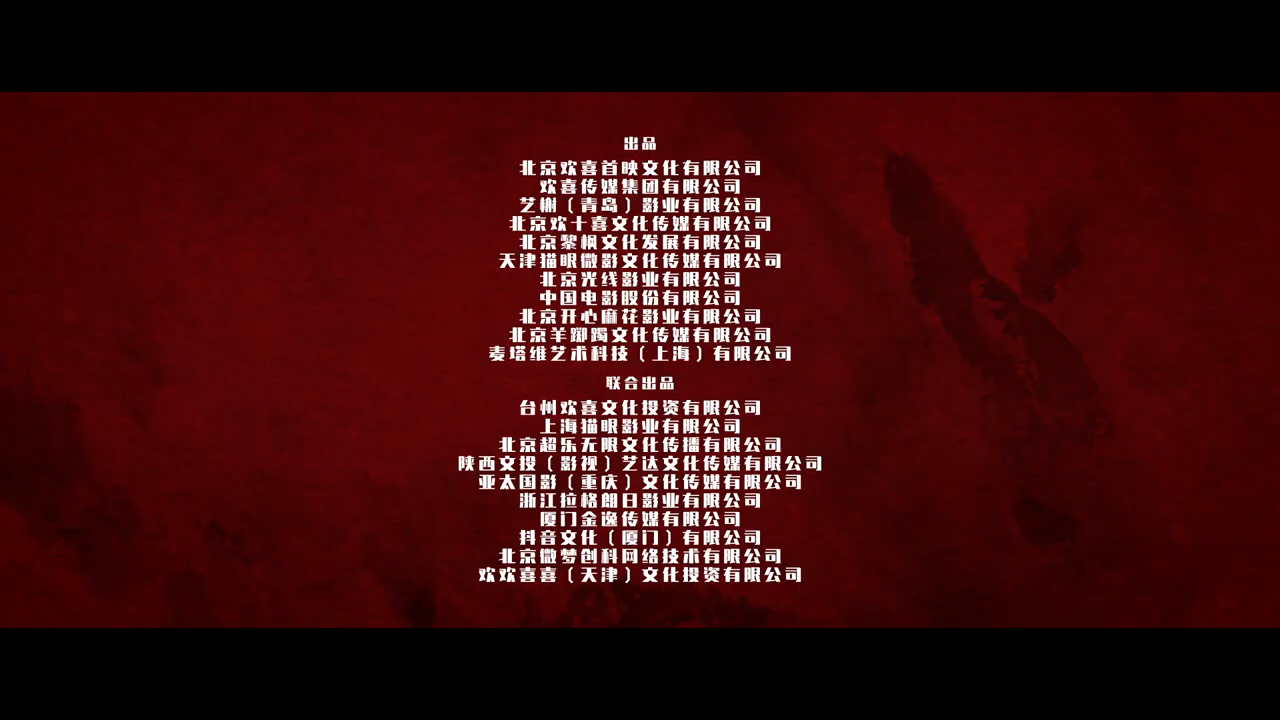 出品
北京欢喜首映文化有限公司
欢喜传媒集团有限公司
艺榭（青岛）影业有限公司
北京欢十喜文化传媒有限公司
北京黎枫文化发展有限公司
天津猫眼微影文化传媒有限公司
北京光线影业有限公司
中国电影股份有限公司
北京开心麻花影业有限公司
北京羊踯躅文化传媒有限公司
麦塔维艺术科技（上海）有限公司
联合出品
台州欢喜文化投资有限公司
上海猫眼影业有限公司
北京超乐无限文化传播有限公司
陕西文投（影视）艺达文化传媒有限公司
亚太国影（重庆）文化传媒有限公司
浙江拉格朗日影业有限公司
厦门金逸传媒有限公司
抖音文化（厦门）有限公司
北京微梦创科网络技术有限公司
欢欢喜喜（天津）文化投资有限公司